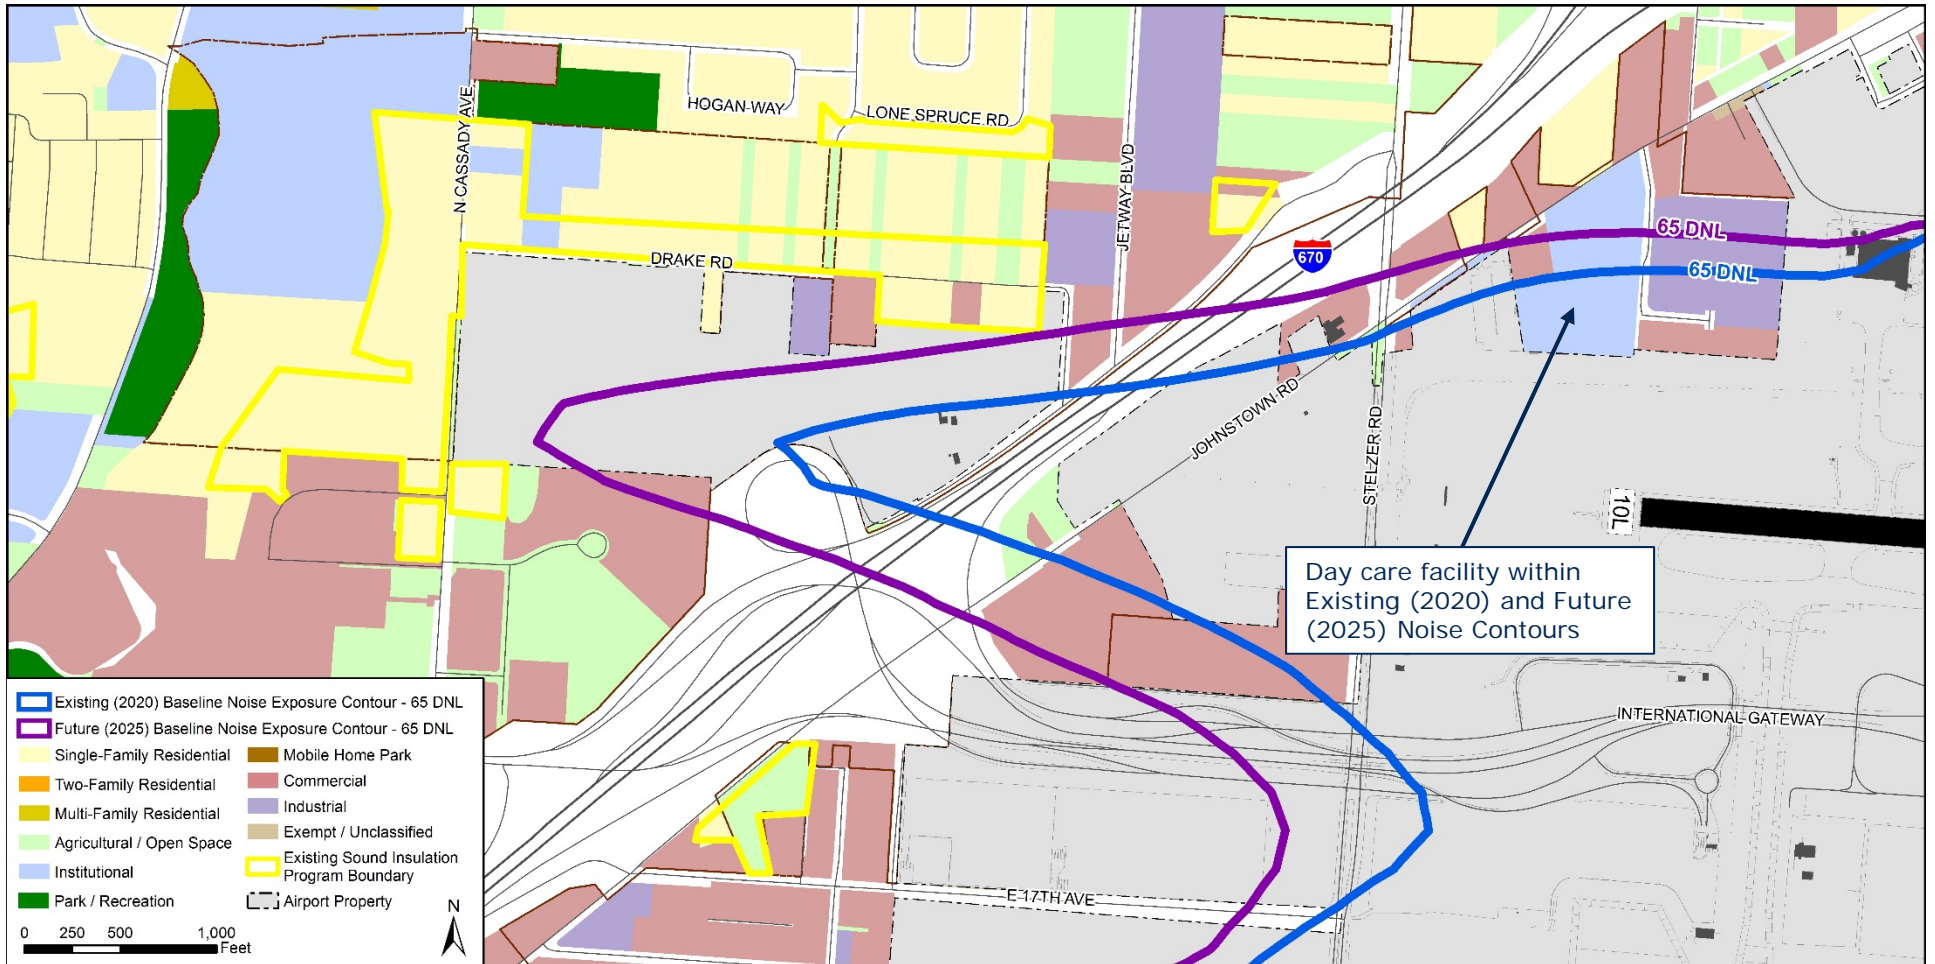 HOGAN WAY
LONE SPRUCE RD
N CASSADY AVE
JETWAY BLVD
DRAKE RD
670
65 DNL
65 DNL
JOHNSTOWN RD
STELZER RD
10L
Day care facility within
Existing (2020) and Future
(2025) Noise Contours
INTERNATIONAL GATEWAY
E 17TH AVE
Existing (2020) Baseline Noise Exposure Contour - 65 DNL
Future (2025) Baseline Noise Exposure Contour - 65 DNL
Single-Family Residential
Two-Family Residential
Multi-Family Residential
Agricultural / Open Space
Institutional
Park / Recreation
Mobile Home Park
Commercial
Industrial
Exempt / Unclassified
Existing Sound Insulation
Program Boundary
Airport Property
0 250 500 1,000
Feet
N